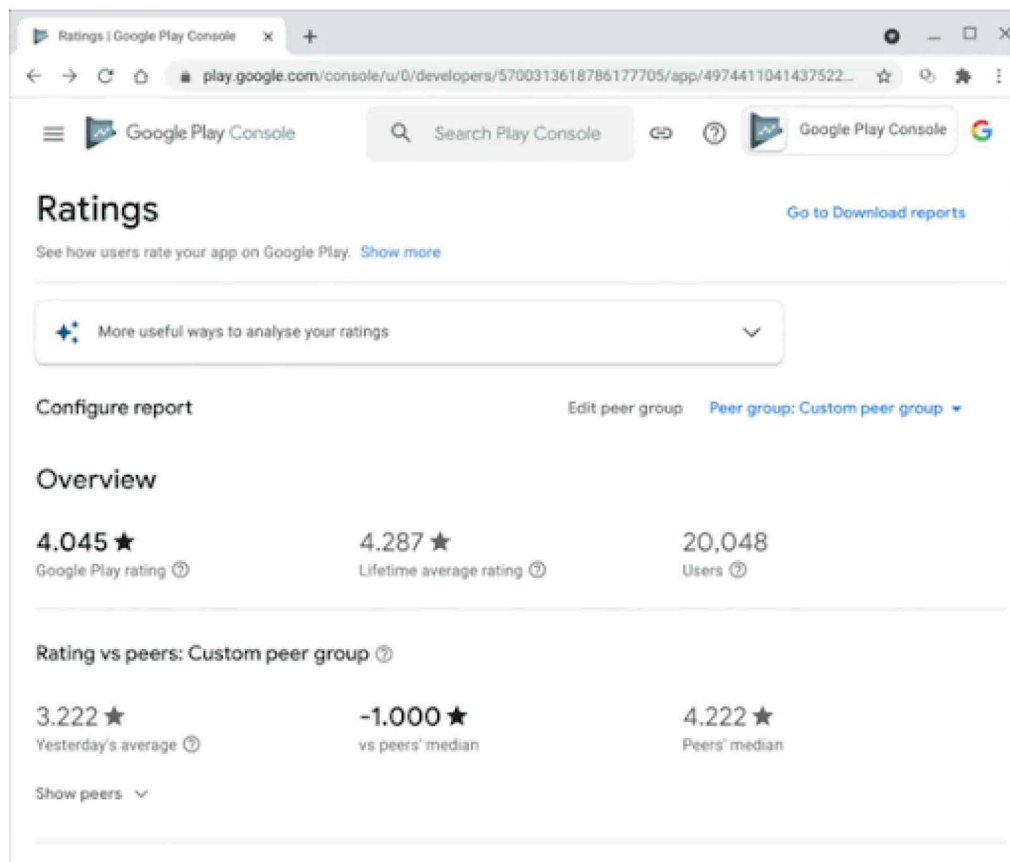 Ratings | Google Play Console
play.google.com/console/u/0/developers/5700313618786177705/app/4974411041437522...
Google Play Console
Search Play Console
Google Play Console
Ratings
Go to Download reports
See how users rate your app on Google Play. Show more
More useful ways to analyse your ratings
Configure report
Edit peer group
Peer group: Custom peer group
Overview
4.045 ★ 4.287 ★ 20,048
Google Play rating Lifetime average rating Users
Rating vs peers: Custom peer group
3.222 ★ -1.000 ★ 4.222 ★
Yesterday's average vs peers' median Peers' median
Show peers